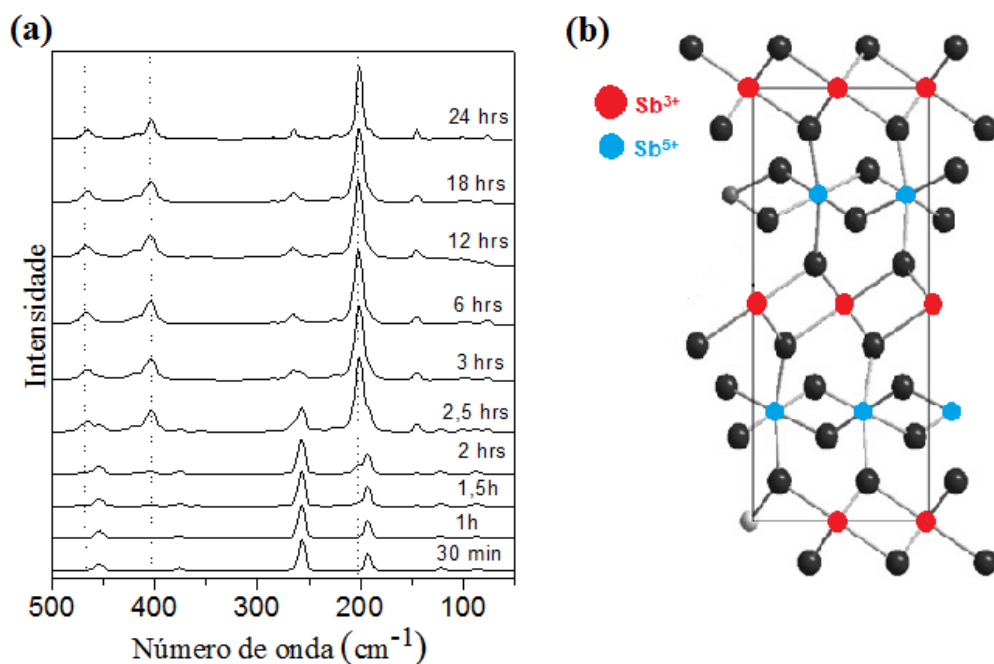 (a)
Intensidade
24 hrs
18 hrs
12 hrs
6 hrs
3 hrs
2,5 hrs
2 hrs
1,5h
1h
30 min
500 400 300 200 100
Número de onda (cm⁻¹)
(b)
Sb³⁺
Sb⁵⁺